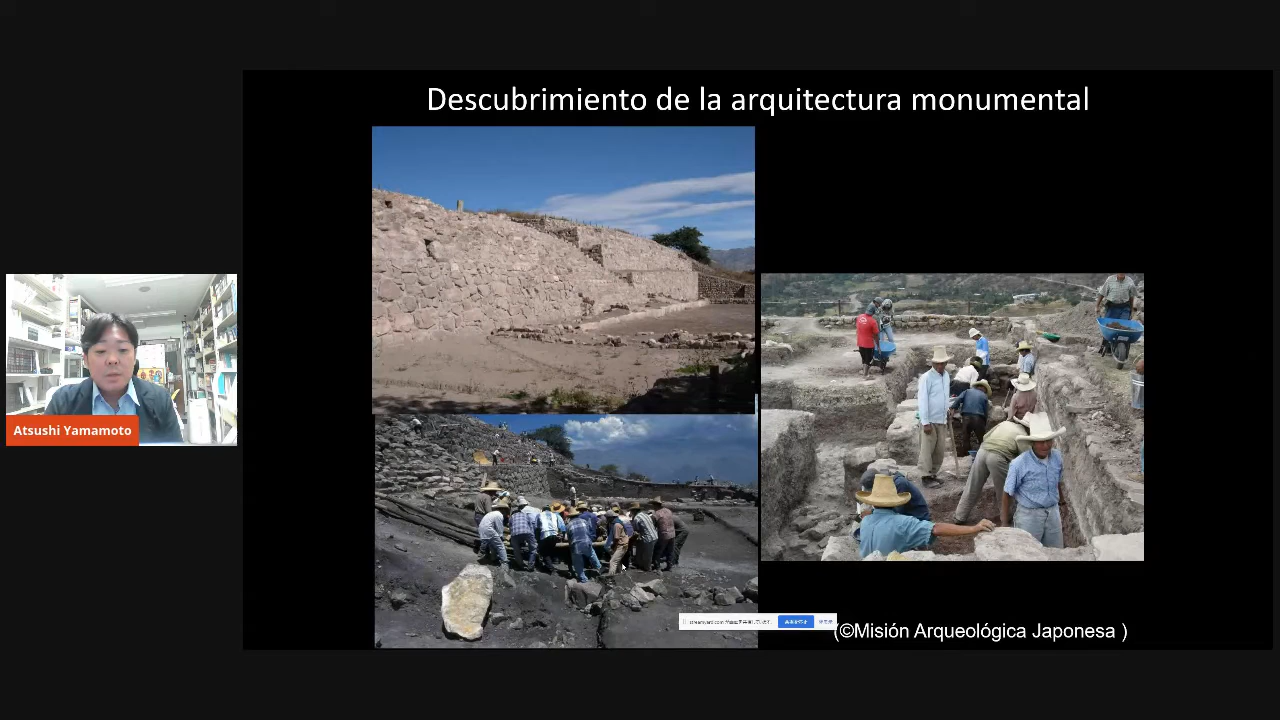 Descubrimiento de la arquitectura monumental
Atsushi Yamamoto
(©Misión Arqueológica Japonesa )